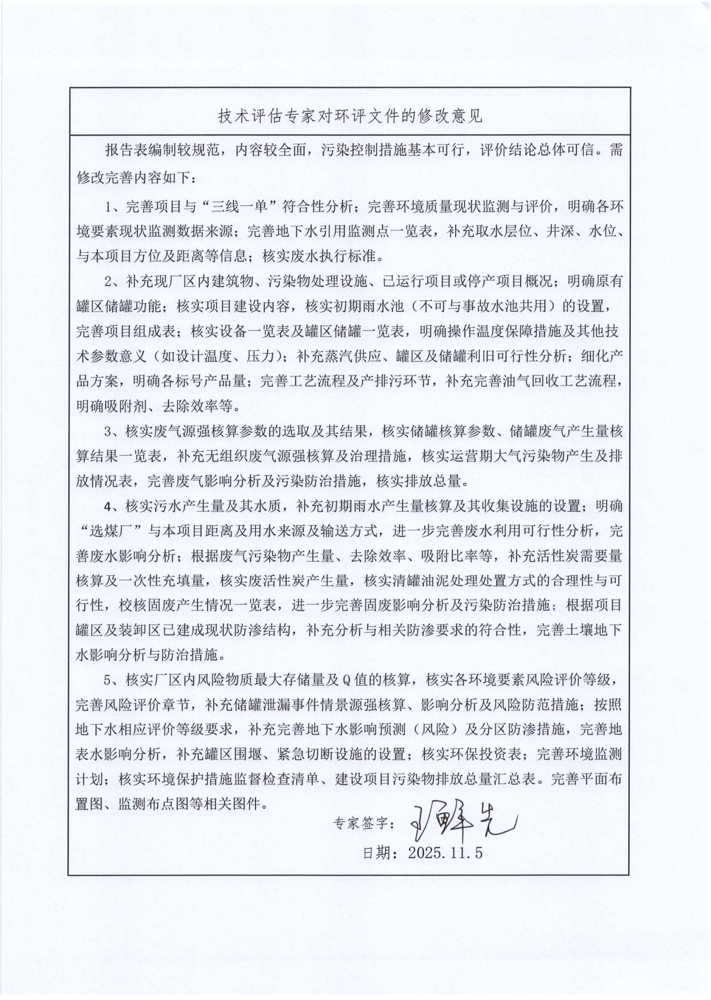 技术评估专家对环评文件的修改意见
报告表编制较规范，内容较全面，污染控制措施基本可行，评价结论总体可信。需
修改完善内容如下：
1、完善项目与“三线一单”符合性分析；完善环境质量现状监测与评价，明确各环
境要素现状监测数据来源；完善地下水引用监测点一览表，补充取水层位、井深、水位、
与本项目方位及距离等信息；核实废水执行标准。
2、补充现厂区内建筑物、污染物处理设施、已运行项目或停产项目概况；明确原有
罐区储罐功能；核实项目建设内容，核实初期雨水池（不可与事故水池共用）的设置，
完善项目组成表；核实设备一览表及罐区储罐一览表，明确操作温度保障措施及其他技
术参数意义（如设计温度、压力）；补充蒸汽供应、罐区及储罐利旧可行性分析；细化产
品方案，明确各标号产品量；完善工艺流程及产排污环节，补充完善油气回收工艺流程，
明确吸附剂、去除效率等。
3、核实废气源强核算参数的选取及其结果，核实储罐核算参数、储罐废气产生量核
算结果一览表，补充无组织废气源强核算及治理措施，核实运营期大气污染物产生及排
放情况表，完善废气影响分析及污染防治措施，核实排放总量。
4、核实污水产生量及其水质，补充初期雨水产生量核算及其收集设施的设置；明确
“选煤厂”与本项目距离及用水来源及输送方式，进一步完善废水利用可行性分析，完
善废水影响分析；根据废气污染物产生量、去除效率、吸附比率等，补充活性炭需要量
核算及一次性充填量，核实废活性炭产生量，核实清罐油泥处理处置方式的合理性与可
行性，校核固废产生情况一览表，进一步完善固废影响分析及污染防治措施；根据项目
罐区及装卸区已建成现状防渗结构，补充分析与相关防渗要求的符合性，完善土壤地下
水影响分析与防治措施。
5、核实厂区内风险物质最大存储量及 Q 值的核算，核实各环境要素风险评价等级，
完善风险评价章节，补充储罐泄漏事件情景源强核算、影响分析及风险防范措施；按照
地下水相应评价等级要求，补充完善地下水影响预测（风险）及分区防渗措施，完善地
表水影响分析，补充罐区围堰、紧急切断设施的设置；核实环保投资表；完善环境监测
计划；核实环境保护措施监督检查清单、建设项目污染物排放总量汇总表。完善平面布
置图、监测布点图等相关图件。
专家签字：
日期：2025.11.5